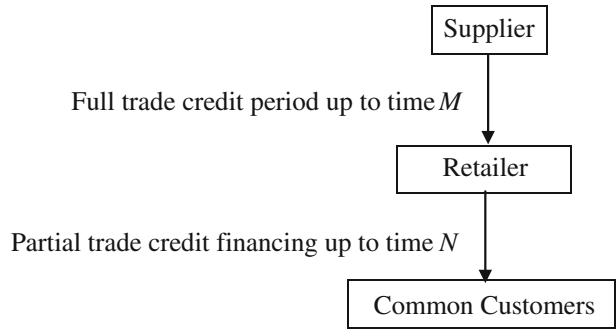 Supplier
Full trade credit period up to time M
Retailer
Partial trade credit financing up to time N
Common Customers